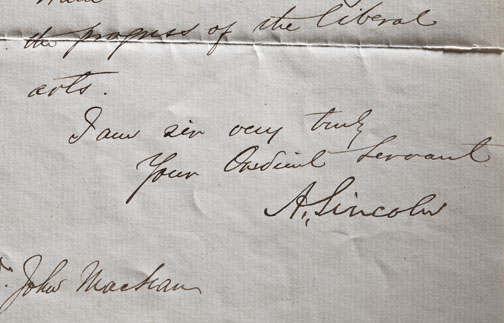 the progress of the liberal
arts.
I am sir very truly
Your Obedient Servant
A. Lincoln
John Maclean